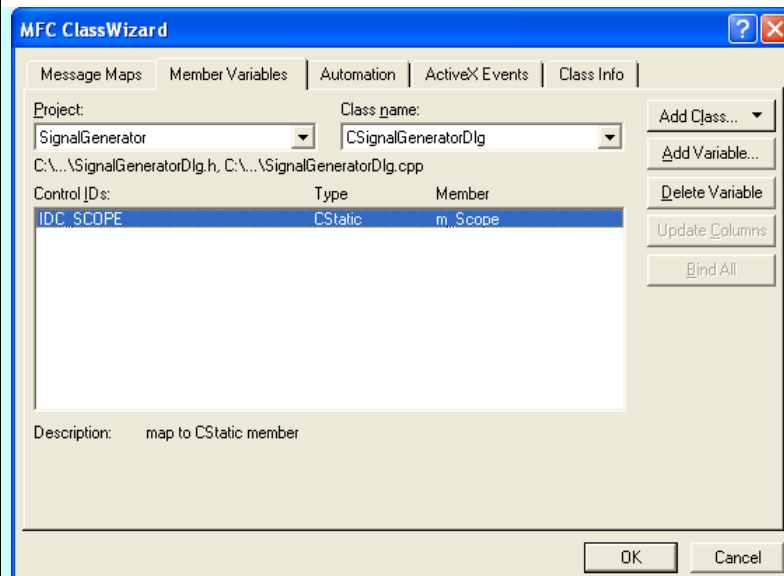 MFC ClassWizard
Message Maps Member Variables Automation ActiveX Events Class Info
Project: Class name:
SignalGenerator CSignalGeneratorDlg
C:\...\SignalGeneratorDlg.h, C:\...\SignalGeneratorDlg.cpp
Control IDs: Type Member
IDC_SCOPE CStatic m_Scope
Description: map to CStatic member
Add Class...
Add Variable...
Delete Variable
Update Columns
Bind All
OK Cancel